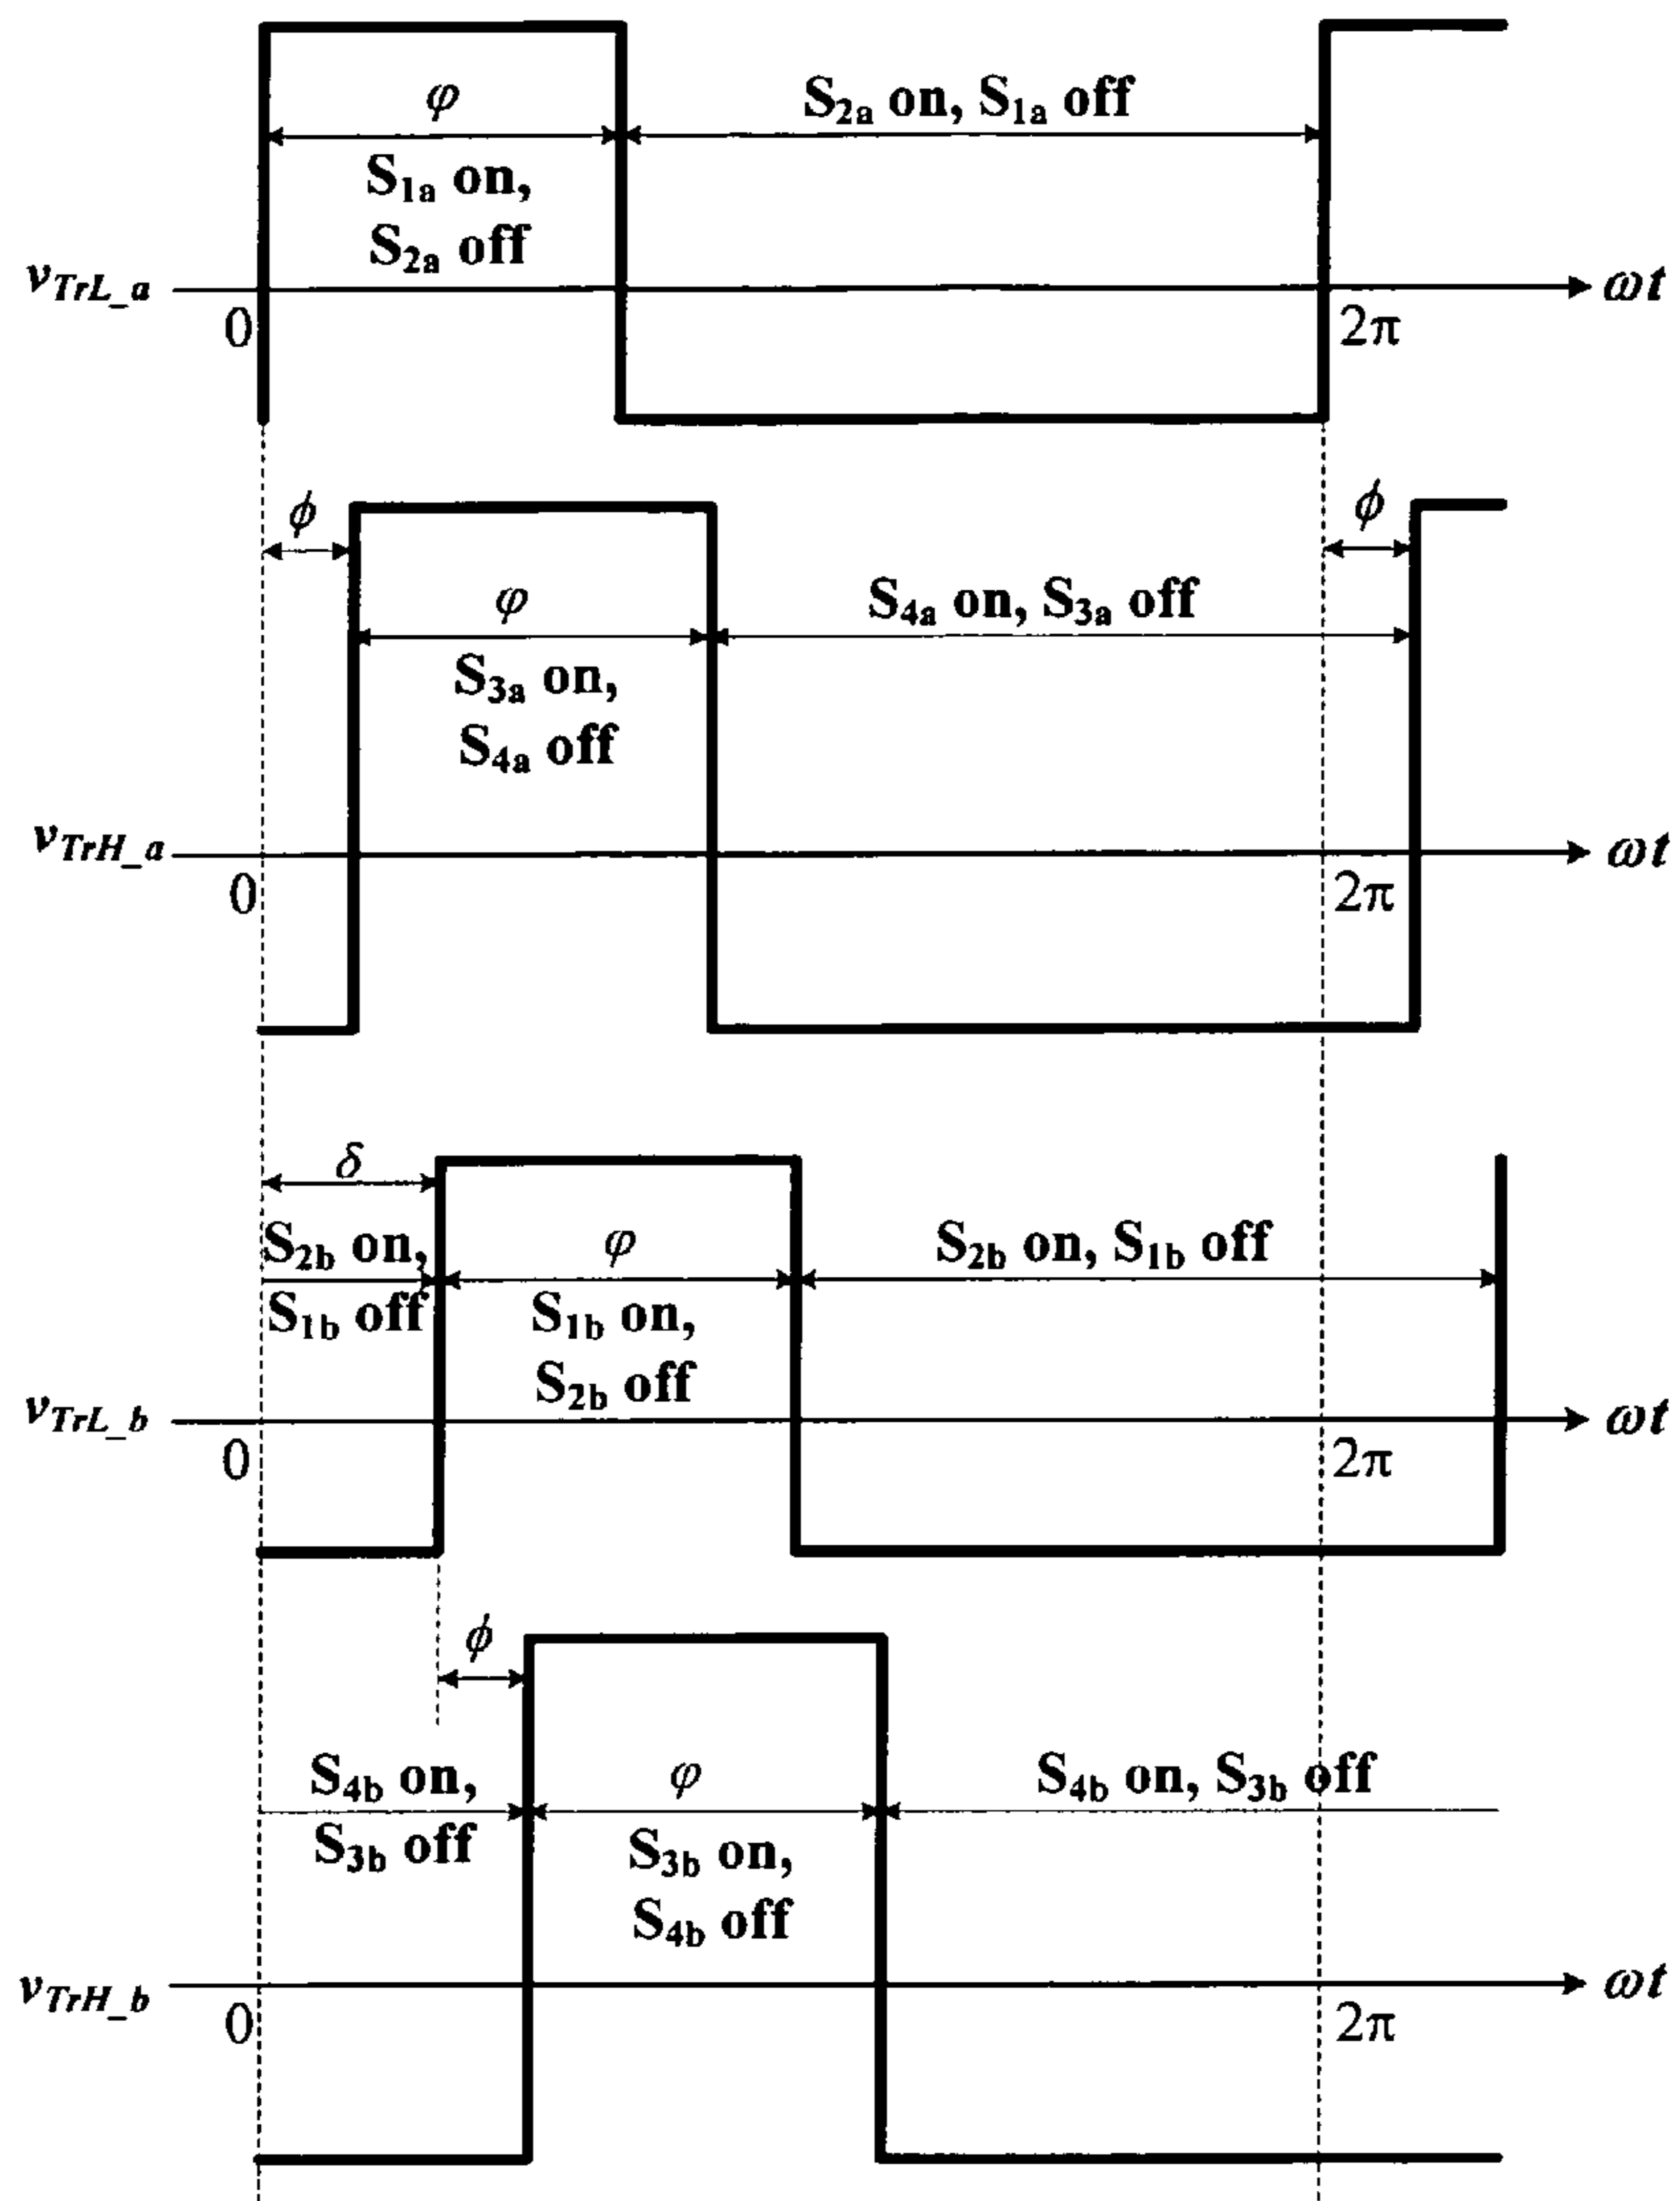 φ
S1a on,
S2a off
S2a on, S1a off
vTrL_a
ωt
0
2π
ϕ
ϕ
φ
S3a on,
S4a off
S4a on, S3a off
vTrH_a
ωt
0
2π
δ
S2b on,
S1b off
φ
S1b on,
S2b off
S2b on, S1b off
vTrL_b
ωt
0
2π
ϕ
S4b on,
S3b off
φ
S3b on,
S4b off
S4b on, S3b off
vTrH_b
ωt
0
2π